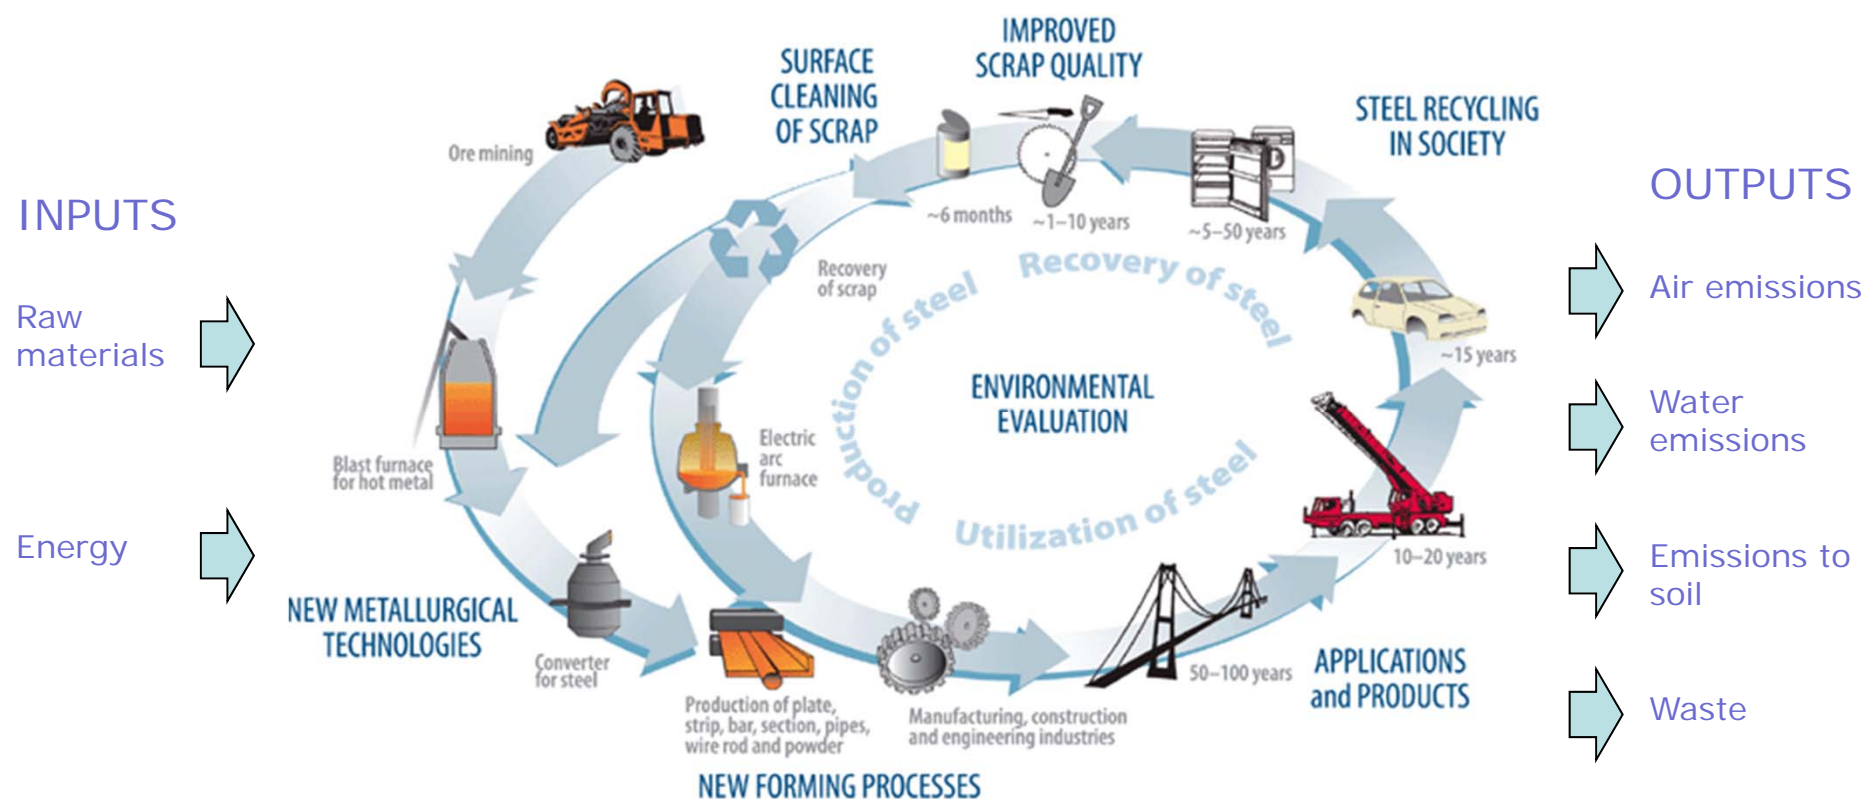 INPUTS
Raw
materials
Energy
Ore mining
SURFACE
CLEANING
OF SCRAP
IMPROVED
SCRAP QUALITY
STEEL RECYCLING
IN SOCIETY
~6 months
~1–10 years
~5–50 years
~15 years
10–20 years
50–100 years
Recovery
of scrap
Production of steel
Recovery of steel
Utilization of steel
ENVIRONMENTAL
EVALUATION
Blast furnace
for hot metal
Electric
arc
furnace
NEW METALLURGICAL
TECHNOLOGIES
Converter
for steel
Production of plate,
strip, bar, section, pipes,
wire rod and powder
Manufacturing, construction
and engineering industries
NEW FORMING PROCESSES
APPLICATIONS
and PRODUCTS
OUTPUTS
Air emissions
Water
emissions
Emissions to
soil
Waste